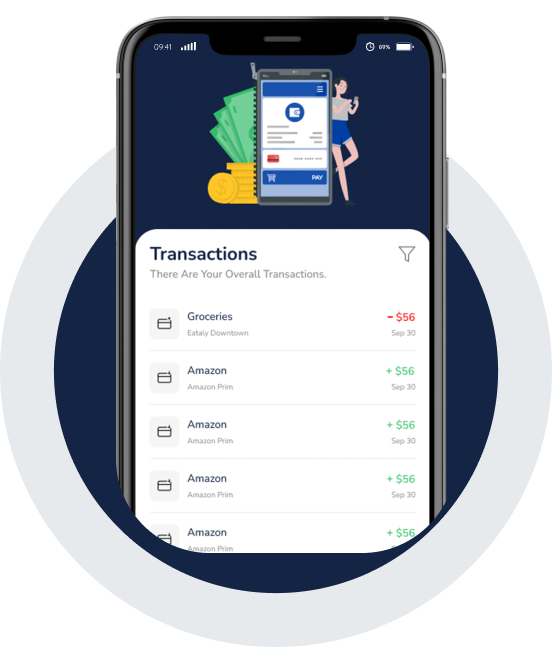 09:41
89%
PAY
Transactions
There Are Your Overall Transactions.
Groceries - $56
Eataly Downtown Sep 30
Amazon + $56
Amazon Prim Sep 30
Amazon + $56
Amazon Prim Sep 30
Amazon + $56
Amazon Prim Sep 30
Amazon + $56
Amazon Prim